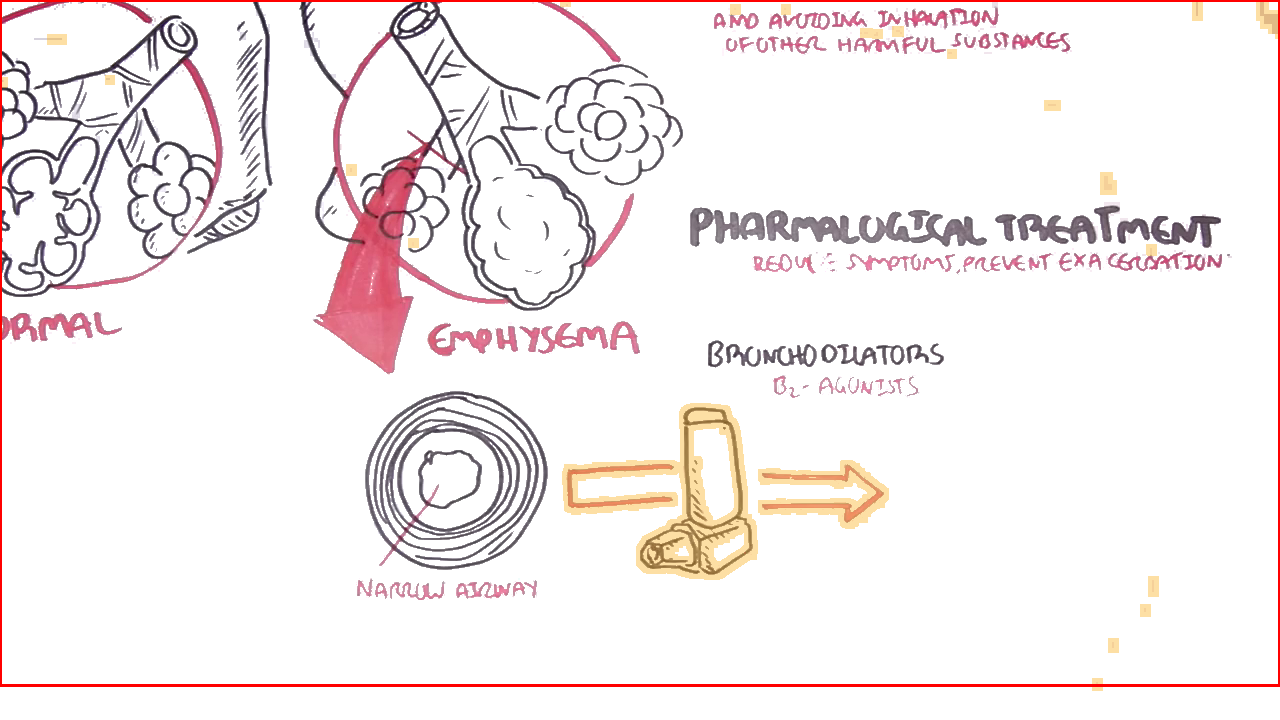 AND AVOIDING INHALATION
OF OTHER HARMFUL SUBSTANCES
PHARMALOGICAL TREATMENT
REDUCE SYMPTOMS, PREVENT EXACERBATION
ORMAL
EMPHYSEMA
BRONCHODILATORS
B2- AGONISTS
NARROW AIRWAY